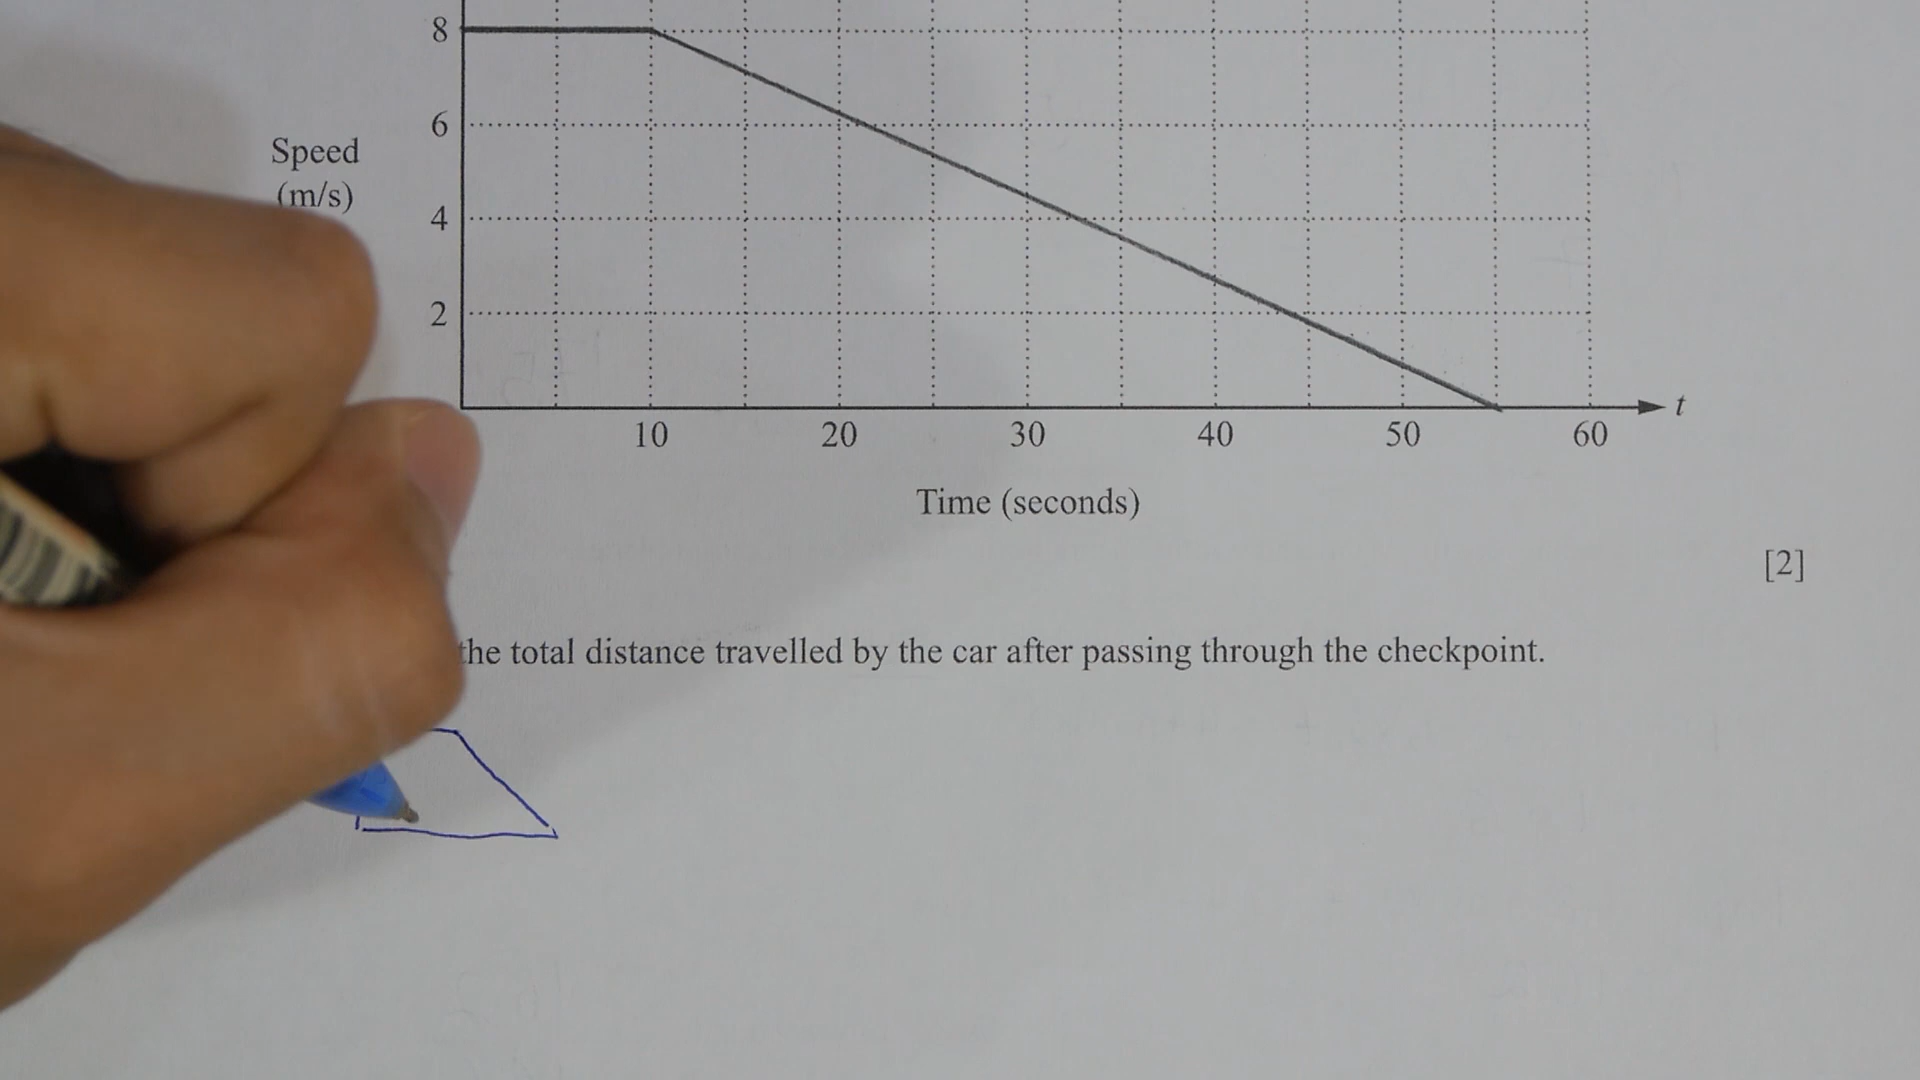 8
6
Speed
(m/s)
4
2
t
10 20 30 40 50 60
Time (seconds)
[2]
the total distance travelled by the car after passing through the checkpoint.